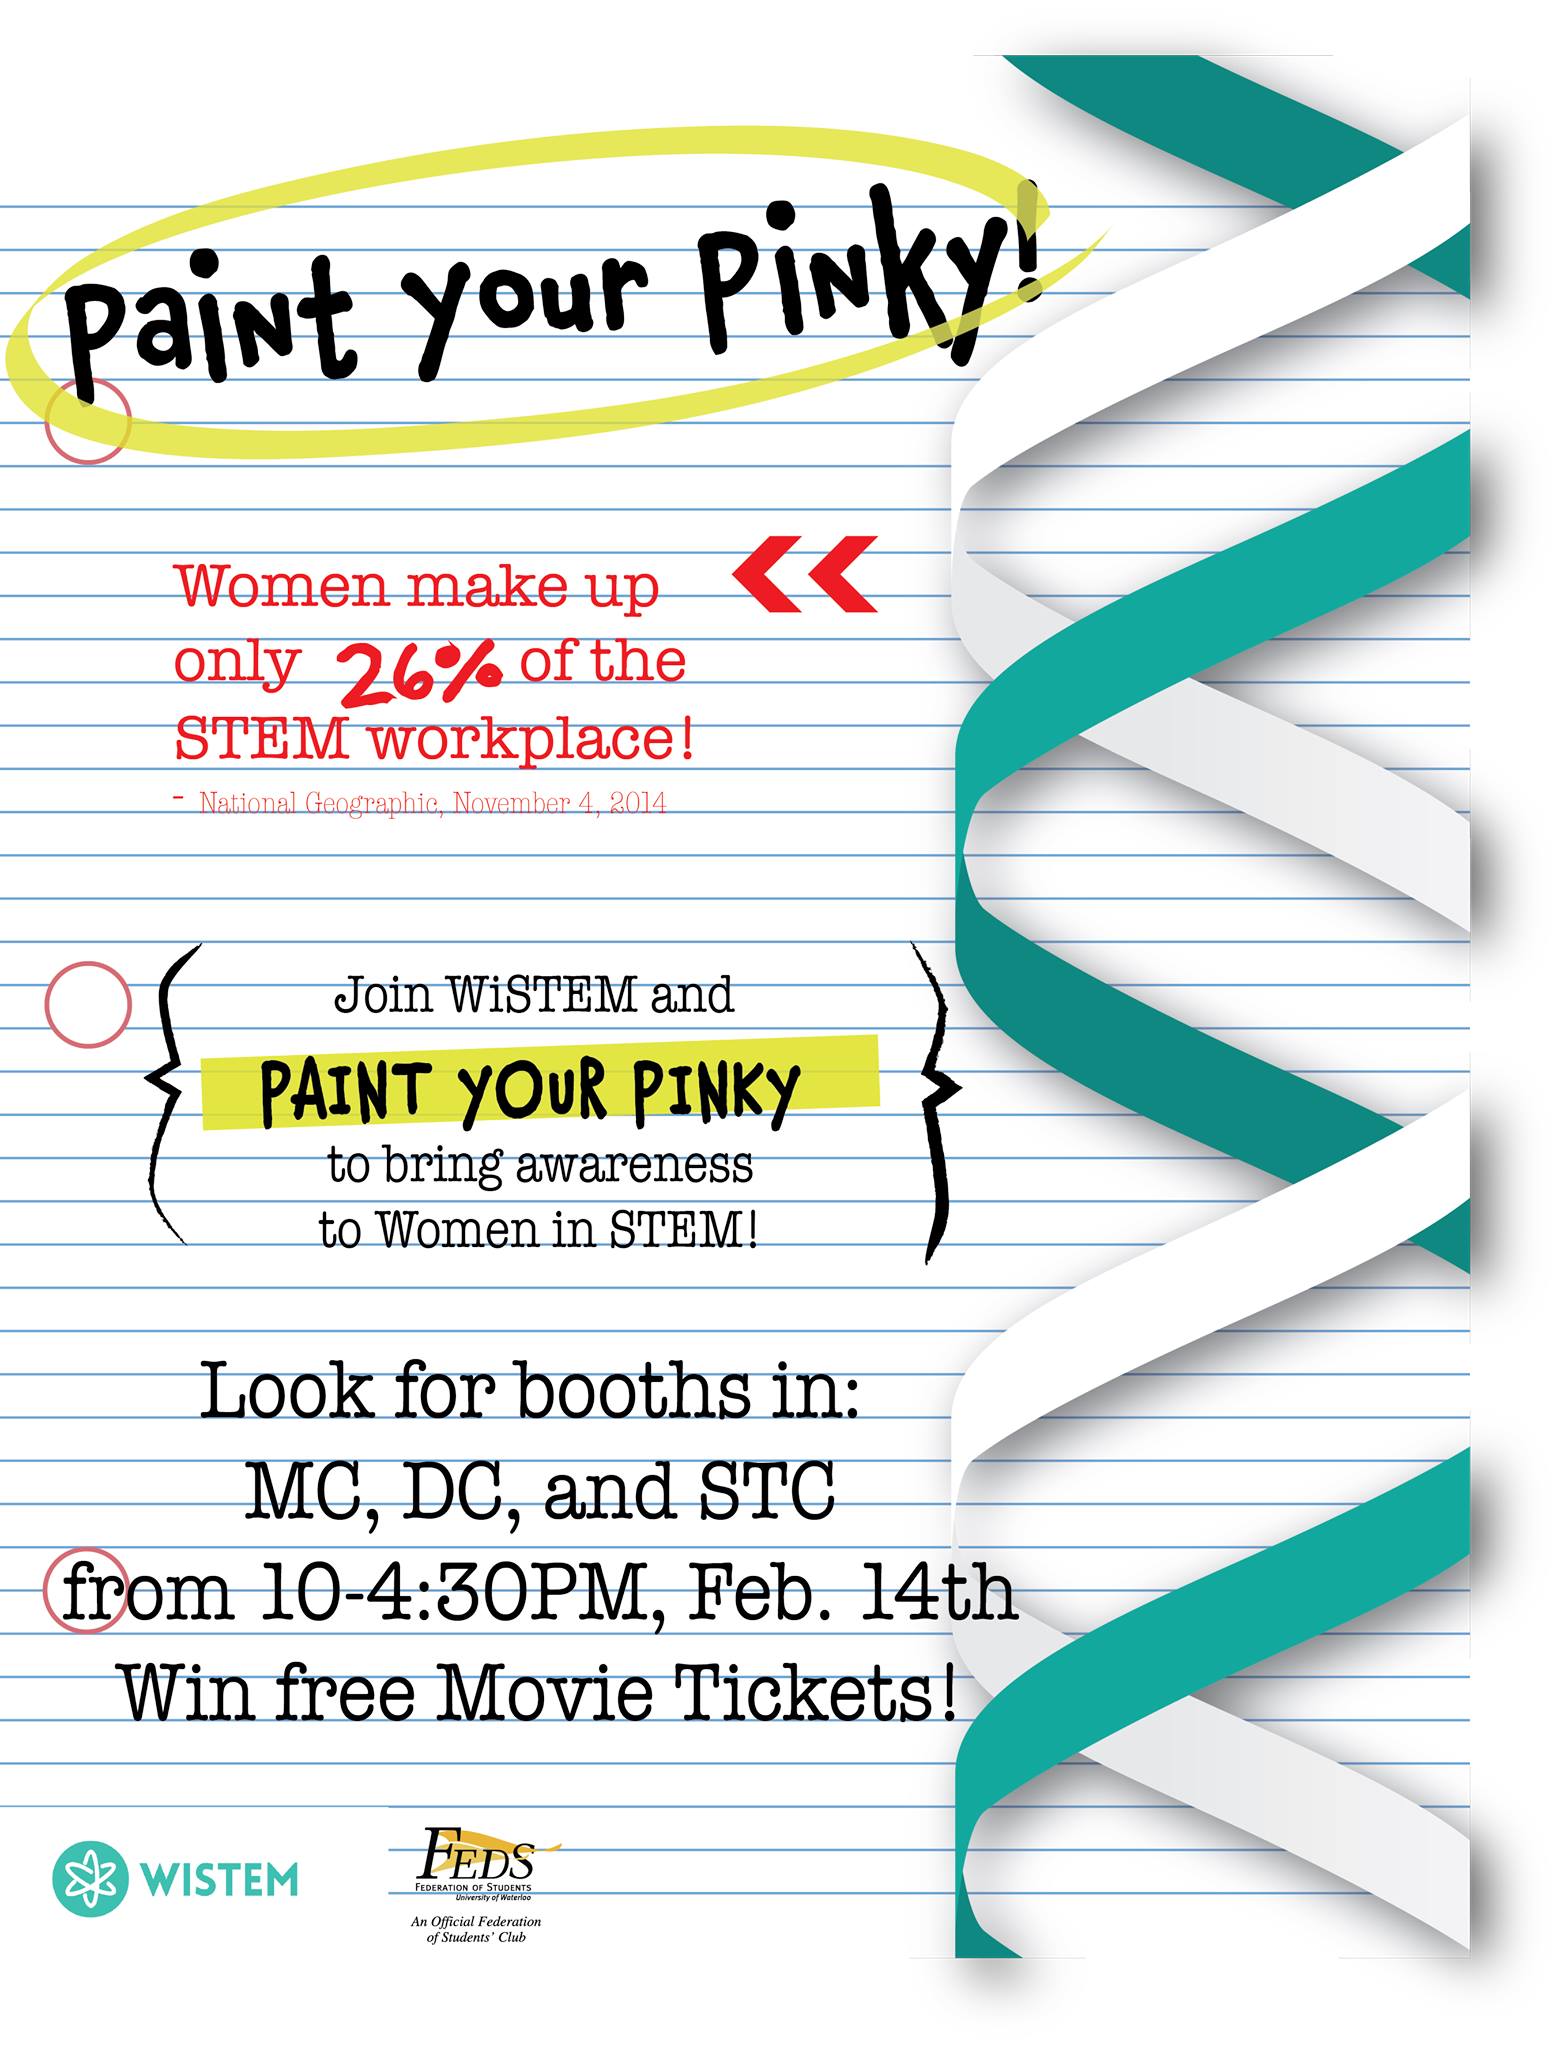 Paint your Pinky!
Women make up
only 26% of the
STEM workplace!
- National Geographic, November 4, 2014
Join WiSTEM and
PAINT YOUR PINKY
to bring awareness
to Women in STEM!
Look for booths in:
MC, DC, and STC
from 10-4:30PM, Feb. 14th
Win free Movie Tickets!
WISTEM
FEDS
FEDERATION OF STUDENTS
University of Waterloo
An Official Federation
of Students' Club